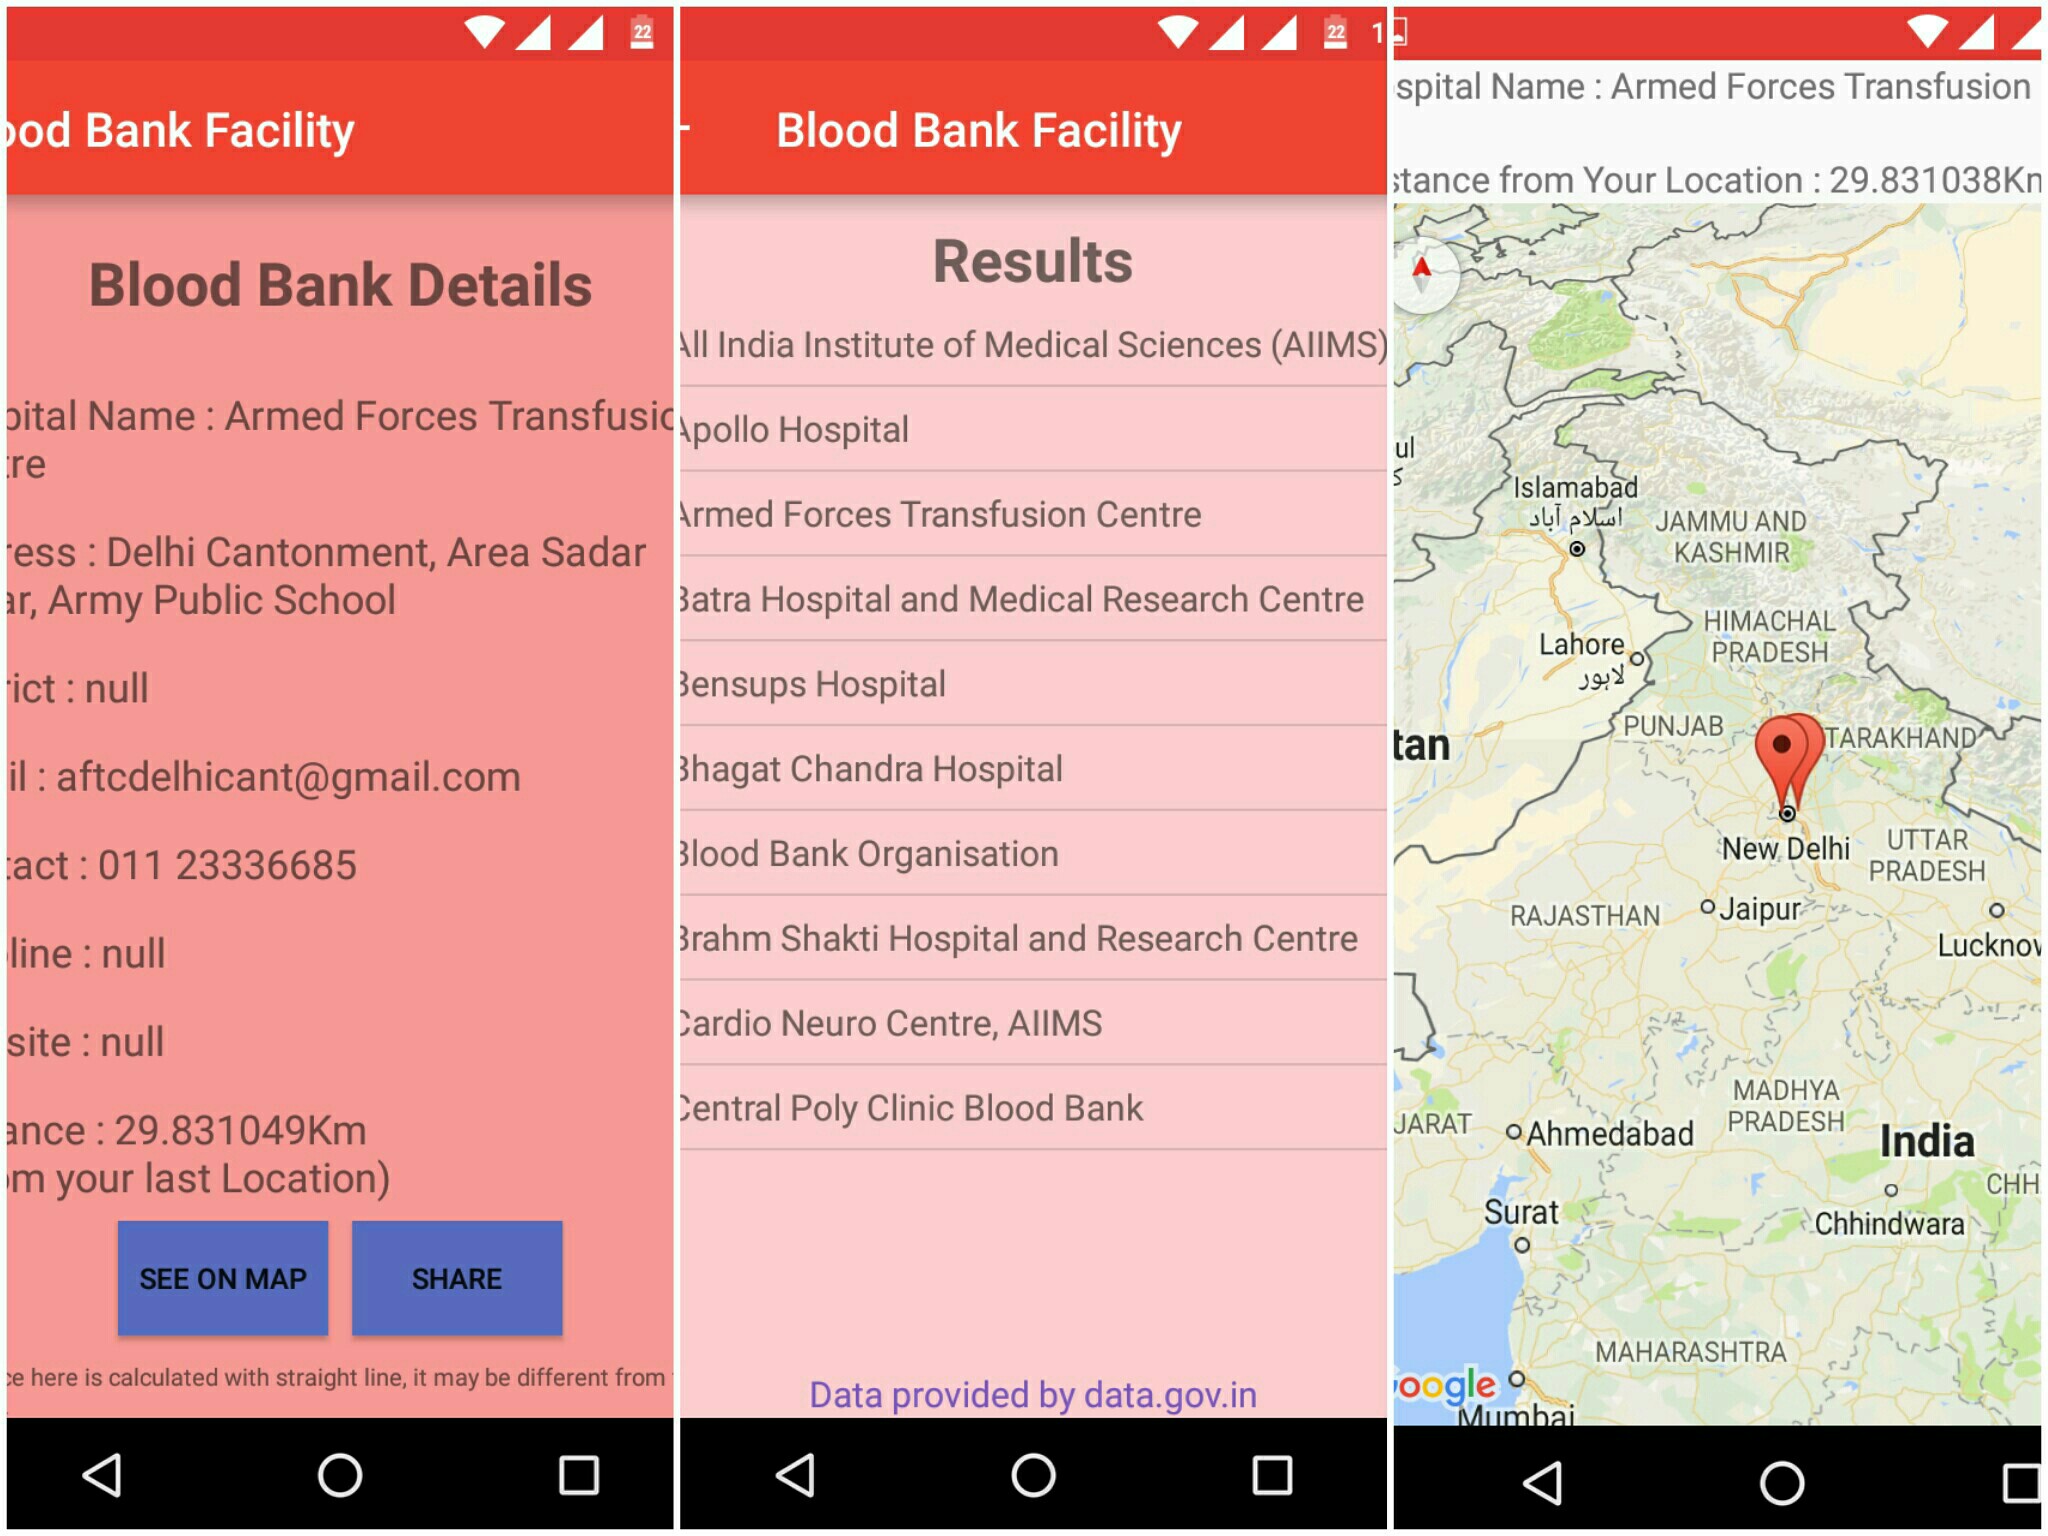 22
ood Bank Facility
Blood Bank Details
pital Name : Armed Forces Transfusio
tre
ress : Delhi Cantonment, Area Sadar
ar, Army Public School
rict : null
il : aftcdelhicant@gmail.com
tact : 011 23336685
line : null
site : null
ance : 29.831049Km
om your last Location)
SEE ON MAP
SHARE
ce here is calculated with straight line, it may be different from
22 1
Blood Bank Facility
Results
All India Institute of Medical Sciences (AIIMS)
Apollo Hospital
Armed Forces Transfusion Centre
Batra Hospital and Medical Research Centre
Bensups Hospital
Bhagat Chandra Hospital
Blood Bank Organisation
Brahm Shakti Hospital and Research Centre
Cardio Neuro Centre, AIIMS
Central Poly Clinic Blood Bank
Data provided by data.gov.in
spital Name : Armed Forces Transfusion
stance from Your Location : 29.831038Km
ul
Islamabad
اسلام آباد
JAMMU AND
KASHMIR
HIMACHAL
PRADESH
Lahore
لاہور
PUNJAB
TARAKHAND
tan
New Delhi
UTTAR
PRADESH
RAJASTHAN
Jaipur
Lucknow
MADHYA
PRADESH
JARAT
Ahmedabad
India
CHH
Surat
Chhindwara
MAHARASHTRA
oogle
Mumbai